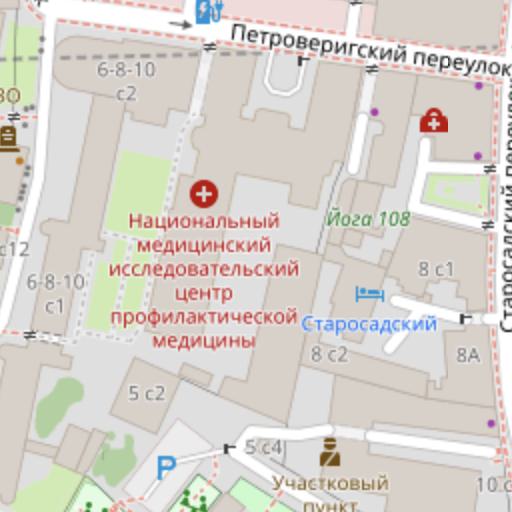 Петроверигский переулок
6-8-10
с2
ВО
Национальный
медицинский
исследовательский
центр
профилактической
медицины
Йога 108
Старосадский переулок
с12
6-8-10
с1
8 с1
Старосадский
8 с2
8А
5 с2
5 с4
P
Участковый
пункт
10 с